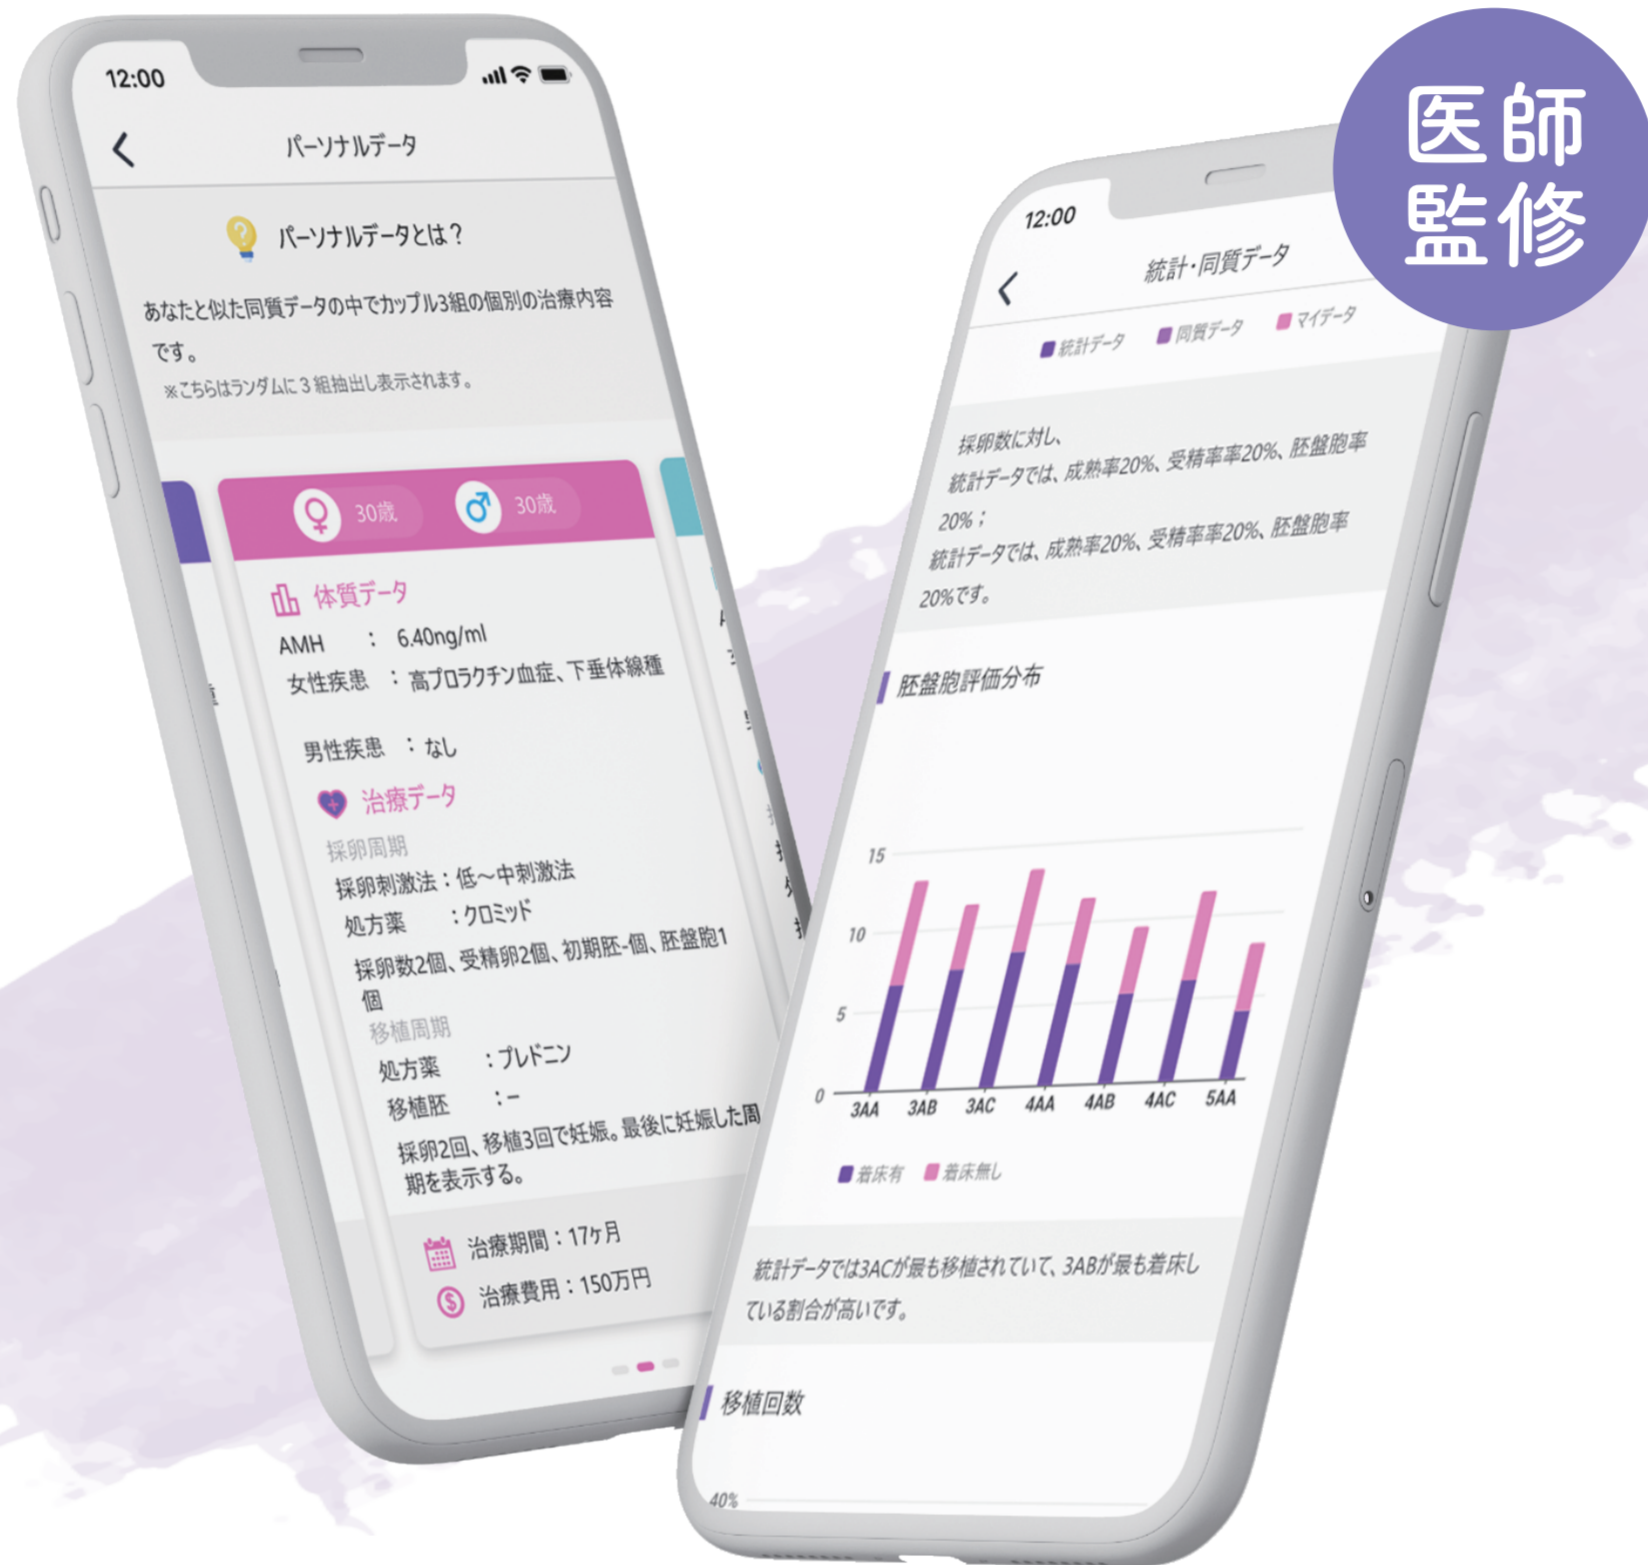 医師
監修
12:00
パーソナルデータ
パーソナルデータとは？
あなたと似た同質データの中でカップル3組の個別の治療内容
です。
※こちらはランダムに３組抽出し表示されます。
30歳 30歳
体質データ
AMH ： 6.40ng/ml
女性疾患 ： 高プロラクチン血症、下垂体線種
男性疾患 ： なし
治療データ
採卵周期
採卵刺激法：低〜中刺激法
処方薬 ：クロミッド
採卵数2個、受精卵2個、初期胚-個、胚盤胞1
個
移植周期
処方薬 ：プレドニン
移植胚 ：–
採卵2回、移植3回で妊娠。最後に妊娠した周
期を表示する。
治療期間：17ヶ月
治療費用：150万円
12:00
統計・同質データ
統計データ 同質データ マイデータ
採卵数に対し、
統計データでは、成熟率20%、受精率率20%、胚盤胞率
20%；
統計データでは、成熟率20%、受精率率20%、胚盤胞率
20%です。
胚盤胞評価分布
15
10
5
0
3AA 3AB 3AC 4AA 4AB 4AC 5AA
着床有 着床無し
統計データでは3ACが最も移植されていて、3ABが最も着床し
ている割合が高いです。
移植回数
40%